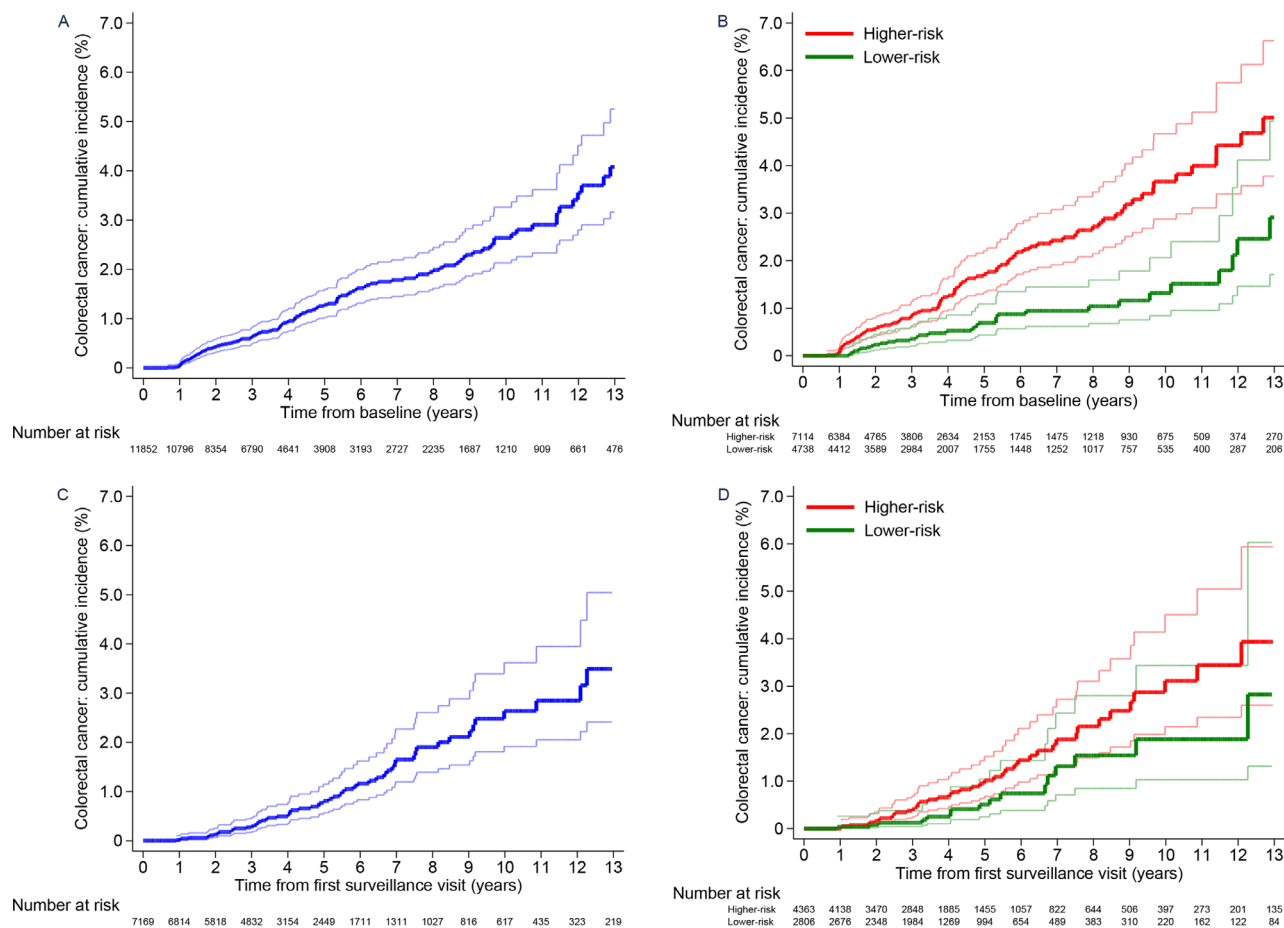 A
Colorectal cancer: cumulative incidence (%)
7.0
6.0
5.0
4.0
3.0
2.0
1.0
0
0 1 2 3 4 5 6 7 8 9 10 11 12 13
Time from baseline (years)
Number at risk
11852 10796 8354 6790 4641 3908 3193 2727 2235 1687 1210 909 661 476
B
Colorectal cancer: cumulative incidence (%)
7.0
6.0
5.0
4.0
3.0
2.0
1.0
0
Higher-risk
Lower-risk
0 1 2 3 4 5 6 7 8 9 10 11 12 13
Time from baseline (years)
Number at risk
Higher-risk 7114 6384 4765 3806 2634 2153 1745 1475 1218 930 675 509 374 270
Lower-risk 4738 4412 3589 2984 2007 1755 1448 1252 1017 757 535 400 287 206
C
Colorectal cancer: cumulative incidence (%)
7.0
6.0
5.0
4.0
3.0
2.0
1.0
0
0 1 2 3 4 5 6 7 8 9 10 11 12 13
Time from first surveillance visit (years)
Number at risk
7169 6814 5818 4832 3154 2449 1711 1311 1027 816 617 435 323 219
D
Colorectal cancer: cumulative incidence (%)
7.0
6.0
5.0
4.0
3.0
2.0
1.0
0
Higher-risk
Lower-risk
0 1 2 3 4 5 6 7 8 9 10 11 12 13
Time from first surveillance visit (years)
Number at risk
Higher-risk 4363 4138 3470 2848 1885 1455 1057 822 644 506 397 273 201 135
Lower-risk 2806 2676 2348 1984 1269 994 654 489 383 310 220 162 122 84